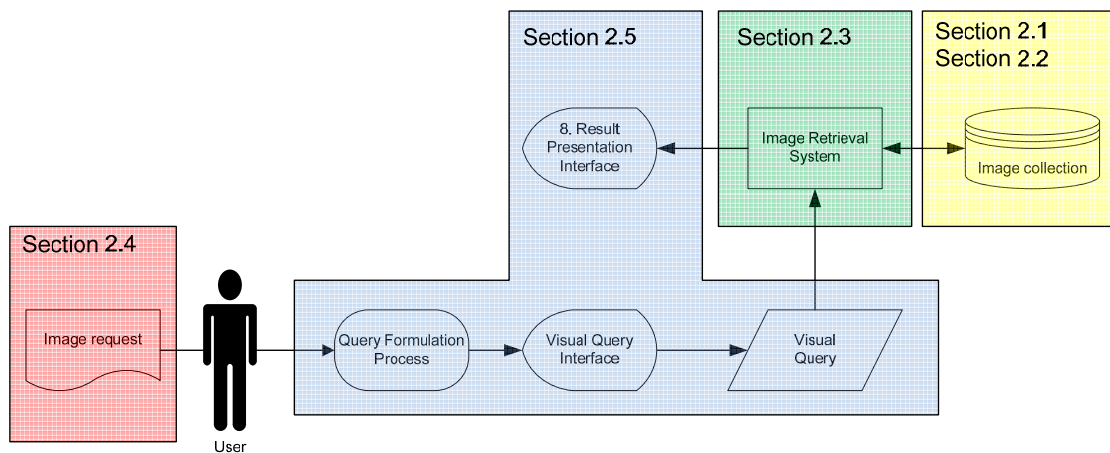 Section 2.5
Section 2.3
Section 2.1
Section 2.2
8. Result
Presentation
Interface
Image Retrieval
System
Image collection
Section 2.4
Image request
Query Formulation
Process
Visual Query
Interface
Visual
Query
User